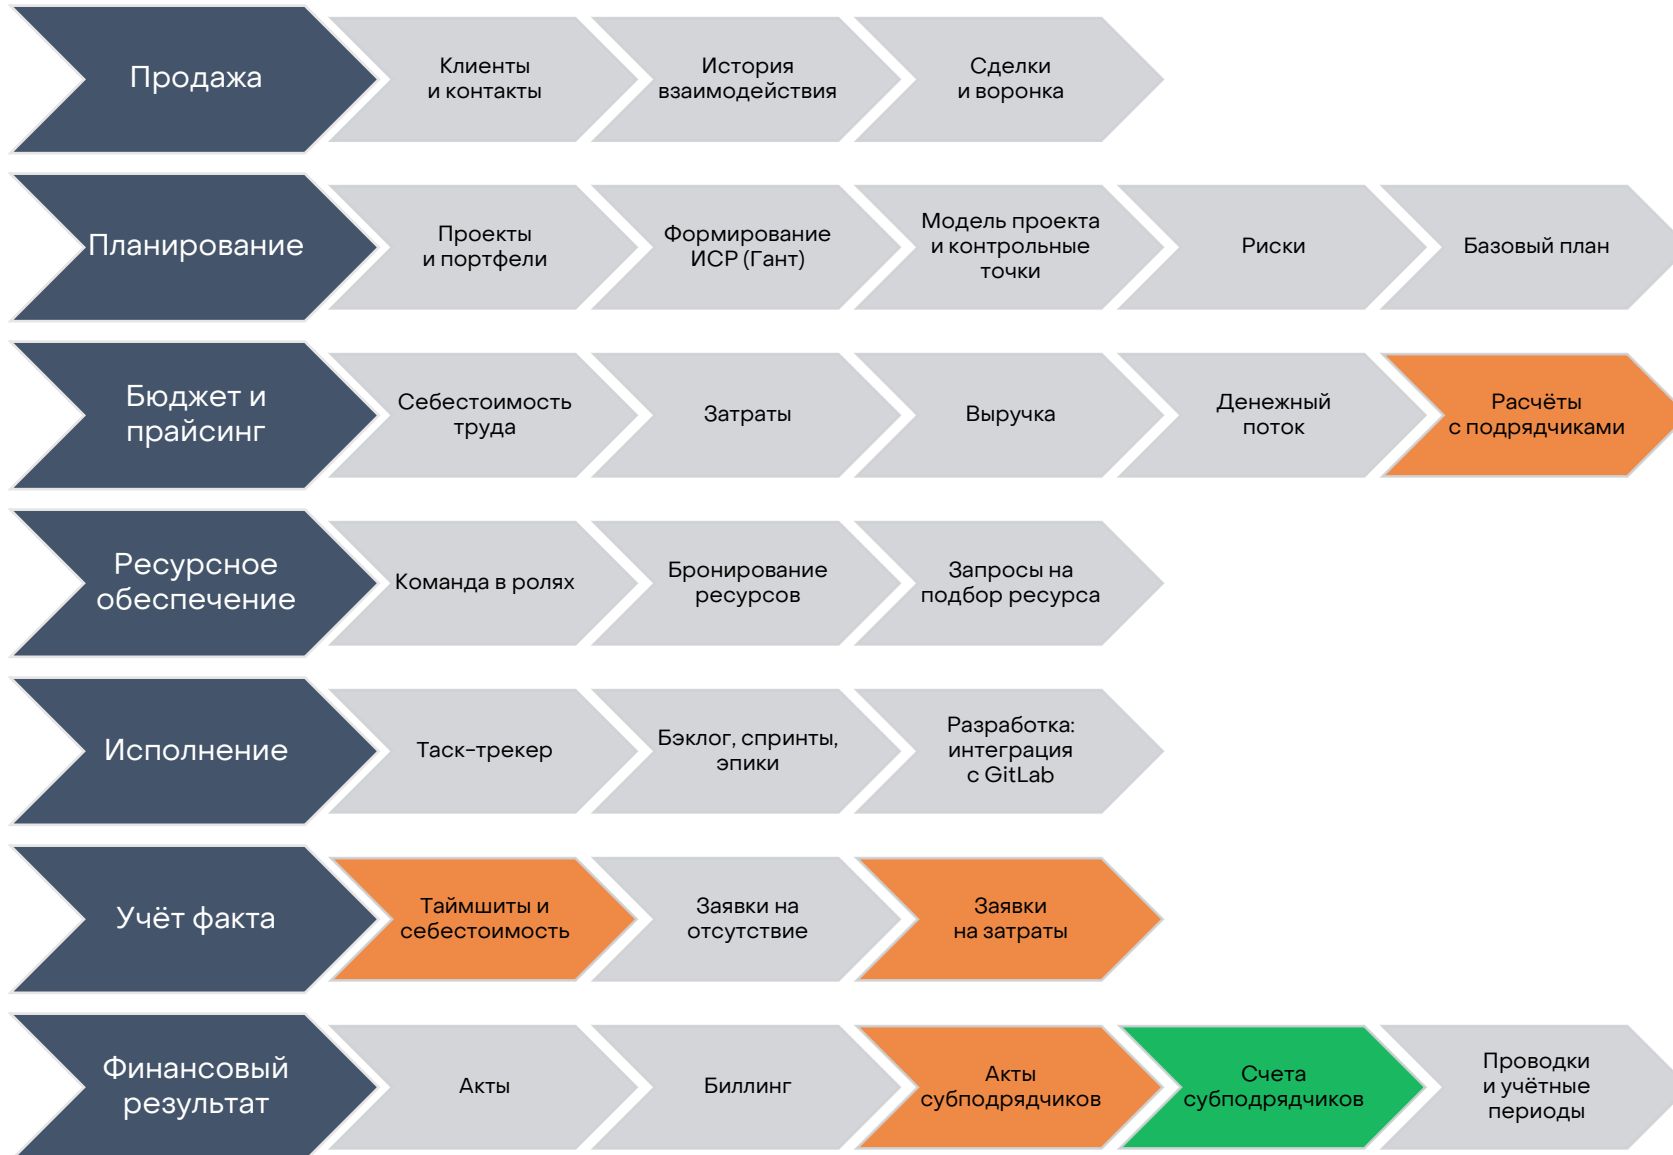 Продажа
Клиенты
и контакты
История
взаимодействия
Сделки
и воронка
Планирование
Проекты
и портфели
Формирование
ИСР (Гант)
Модель проекта
и контрольные
точки
Риски
Базовый план
Бюджет и
прайсинг
Себестоимость
труда
Затраты
Выручка
Денежный
поток
Расчёты
с подрядчиками
Ресурсное
обеспечение
Команда в ролях
Бронирование
ресурсов
Запросы на
подбор ресурса
Исполнение
Таск-трекер
Бэклог, спринты,
эпики
Разработка:
интеграция
с GitLab
Учёт факта
Таймшиты и
себестоимость
Заявки на
отсутствие
Заявки
на затраты
Финансовый
результат
Акты
Биллинг
Акты
субподрядчиков
Счета
субподрядчиков
Проводки
и учётные
периоды